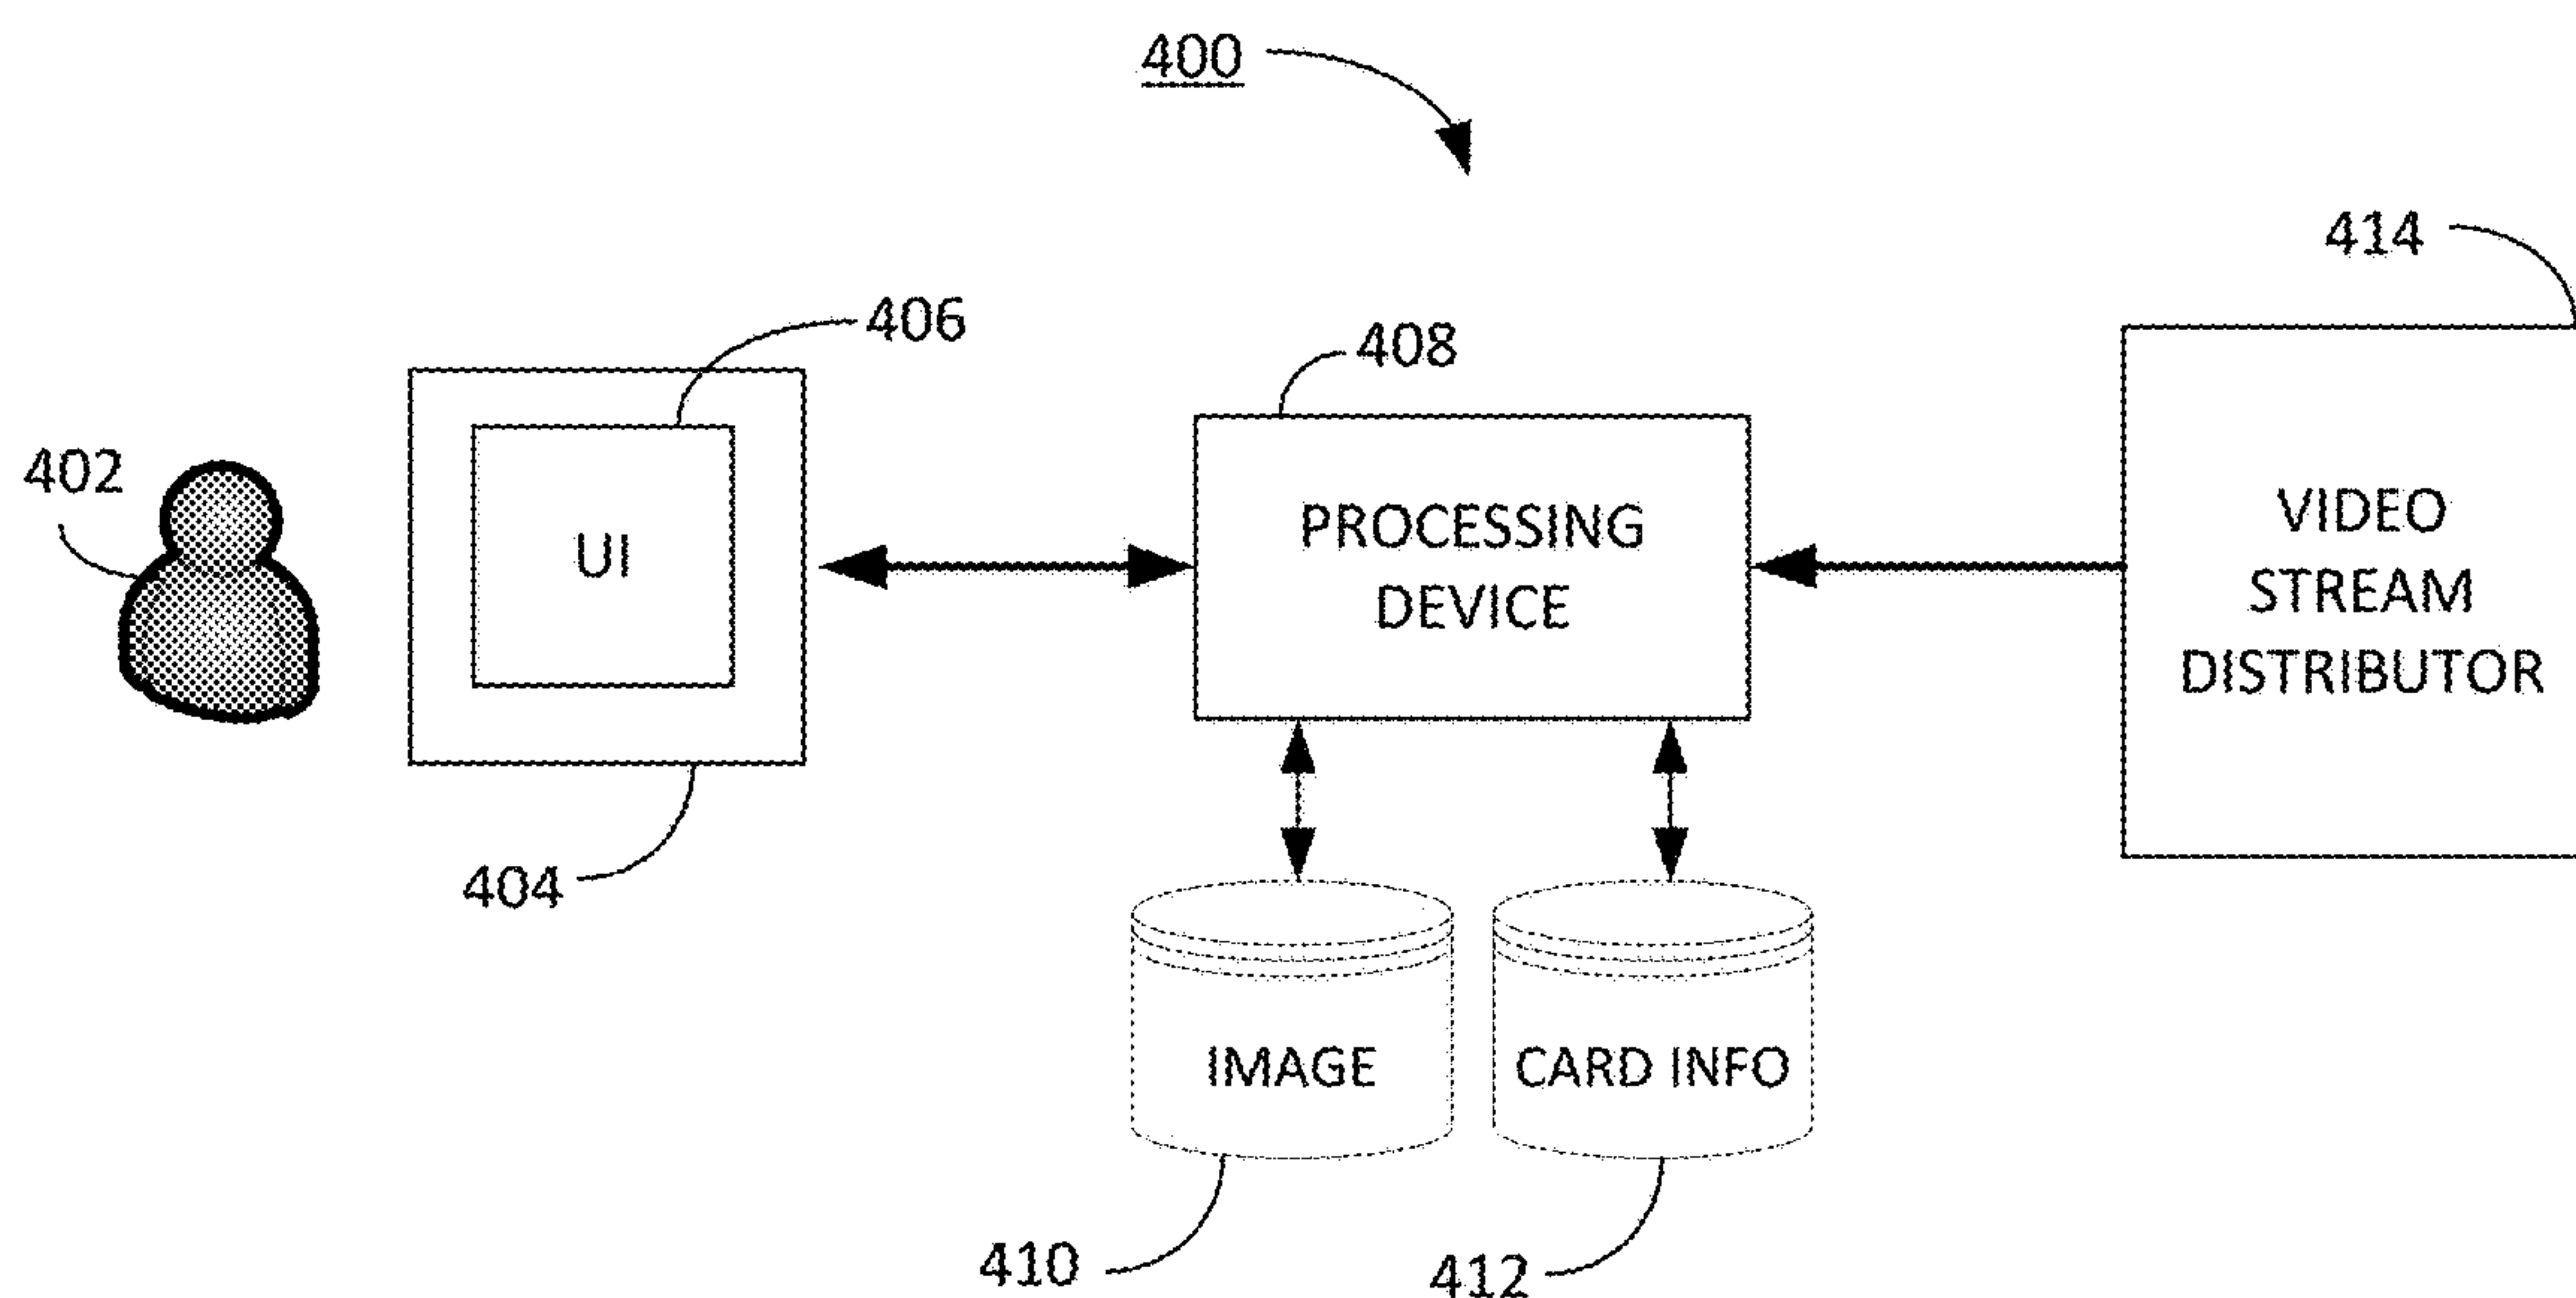 400
414
406
408
402
UI
PROCESSING
DEVICE
VIDEO
STREAM
DISTRIBUTOR
404
IMAGE
CARD INFO
410
412